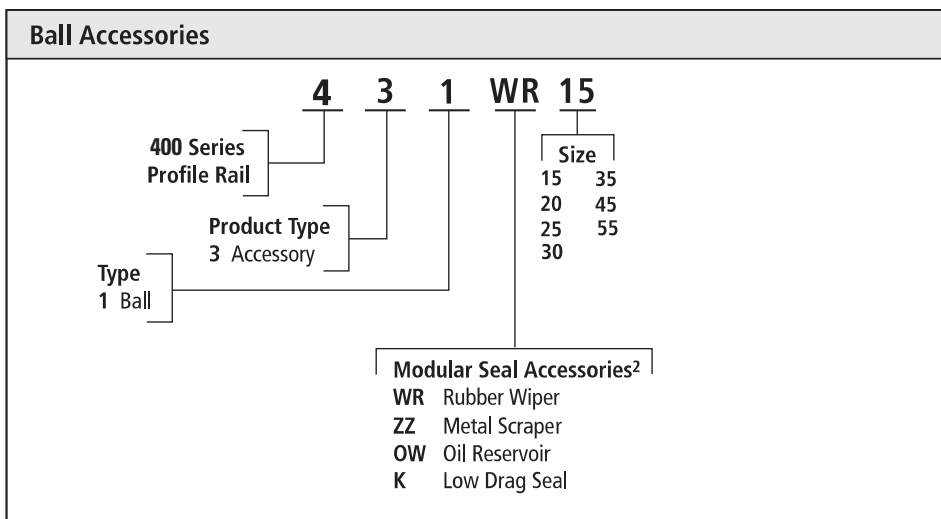 Ball Accessories
4 3 1 WR 15
400 Series
Profile Rail
Size
15 35
20 45
25 55
30
Product Type
3 Accessory
Type
1 Ball
Modular Seal Accessories2
WR Rubber Wiper
ZZ Metal Scraper
OW Oil Reservoir
K Low Drag Seal